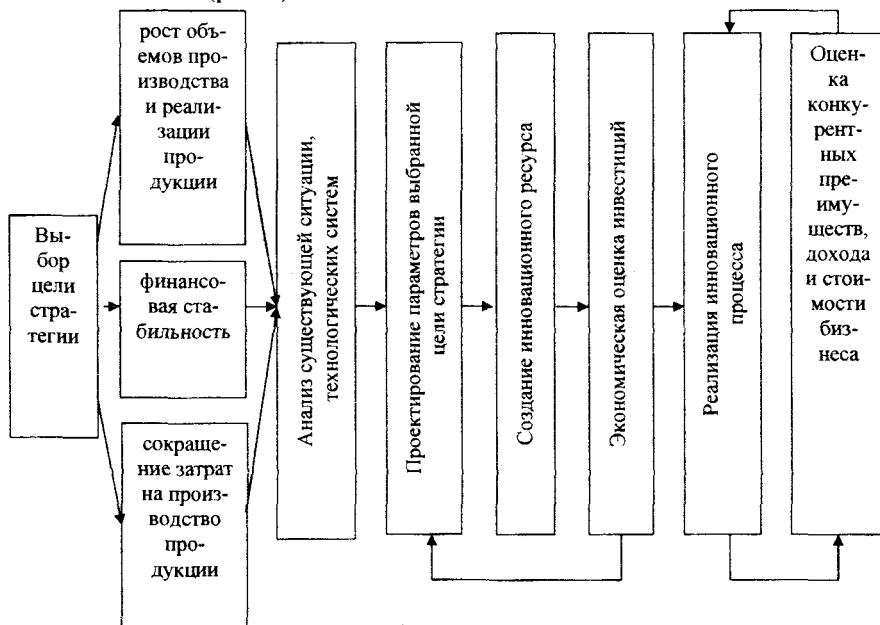 Вы-
бор
цели
стра-
тегии
рост объ-
емов про-
изводства
и реали-
зации
про-
дукции
финансо-
вая ста-
бильность
сокраще-
ние затрат
на произ-
водство
про-
дукции
Анализ существующей ситуации,
технологических систем
Проектирование параметров выбранной
цели стратегии
Создание инновационного ресурса
Экономическая оценка инвестиций
Реализация инновационного
процесса
Оцен-
ка
конку-
рент-
ных
пре-
иму-
ществ,
дохода
и стои-
мости
биз-
неса